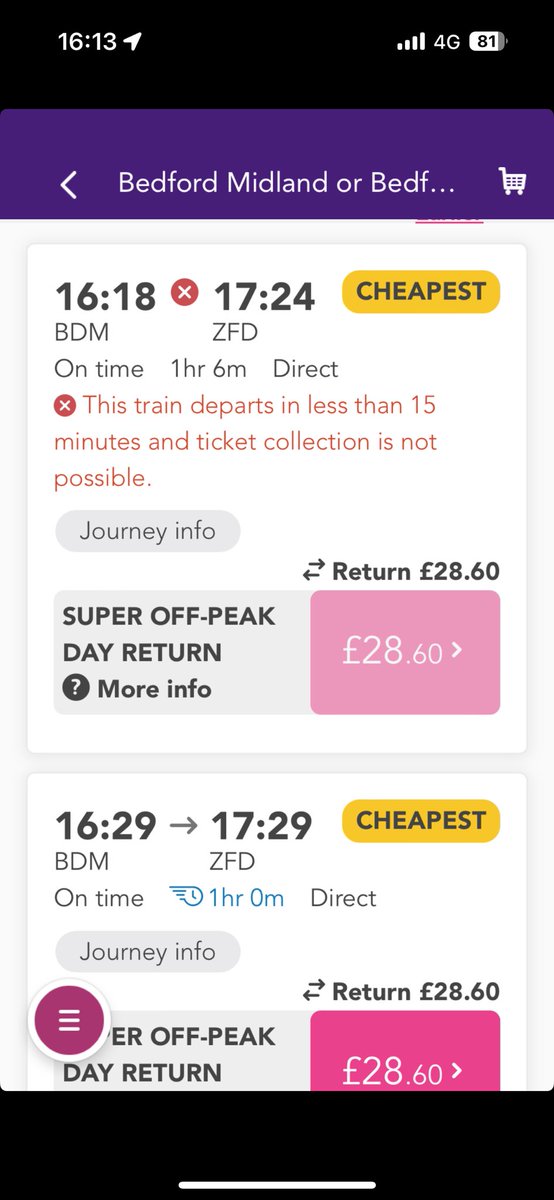 16:13
4G
81
Bedford Midland or Bedf...
16:18
17:24
CHEAPEST
BDM
ZFD
On time
1hr 6m
Direct
This train departs in less than 15
minutes and ticket collection is not
possible.
Journey info
Return £28.60
SUPER OFF-PEAK
DAY RETURN
? More info
£28.60 >
16:29 → 17:29
CHEAPEST
BDM
ZFD
On time
1hr 0m
Direct
Journey info
Return £28.60
ER OFF-PEAK
DAY RETURN
£28.60 >